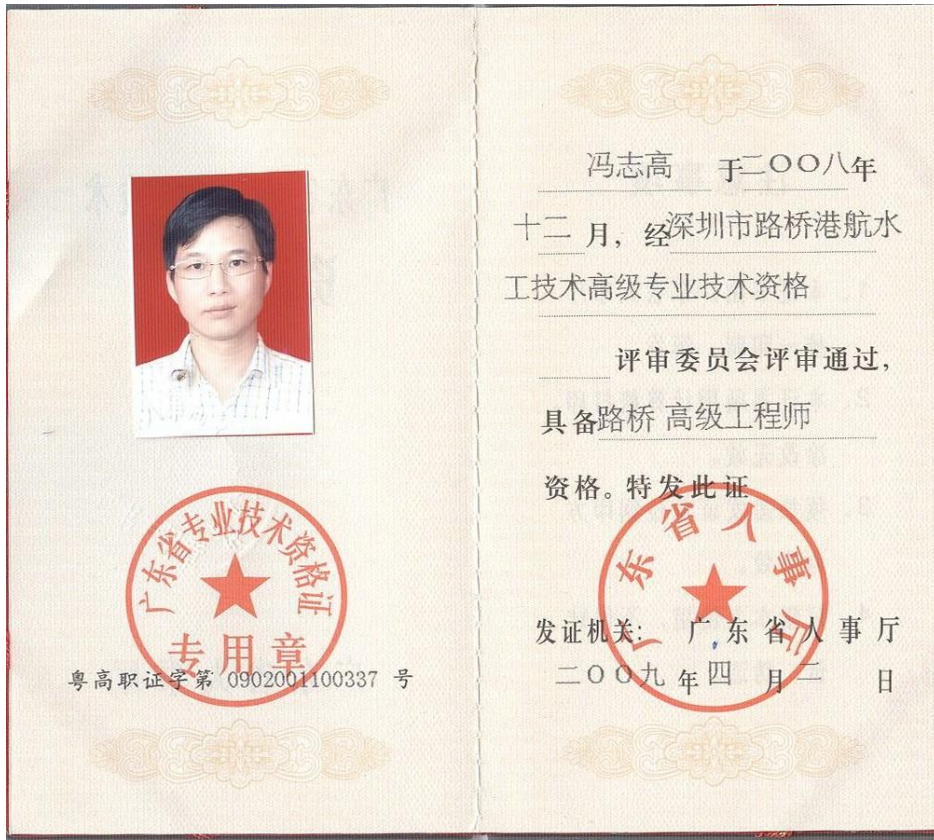 广东省专业技术资格证
专用章
粤高职证字第 0902001100337 号
冯志高 于二〇〇八年
十二 月，经深圳市路桥港航水
工技术高级专业技术资格
评审委员会评审通过，
具备路桥 高级工程师
资格。特发此证
广东省人事厅
发证机关：广东省人事厅
二〇〇九 年 四 月 二 日